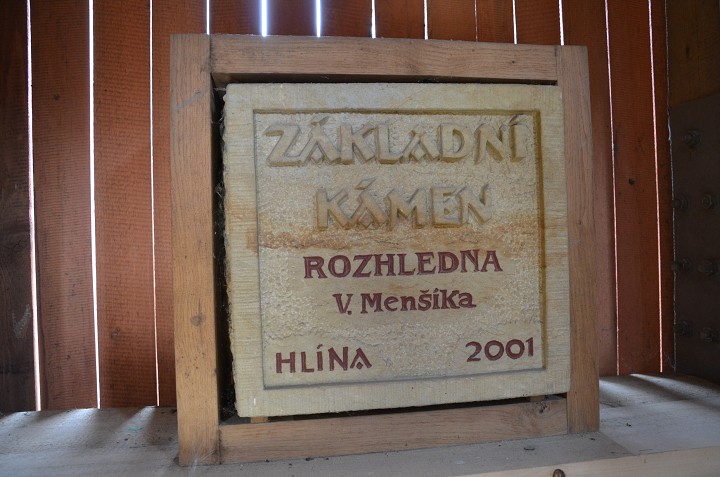 ZÁKLADNÍ
KÁMEN
ROZHLEDNA
V. Menšíka
HLÍNA 2001